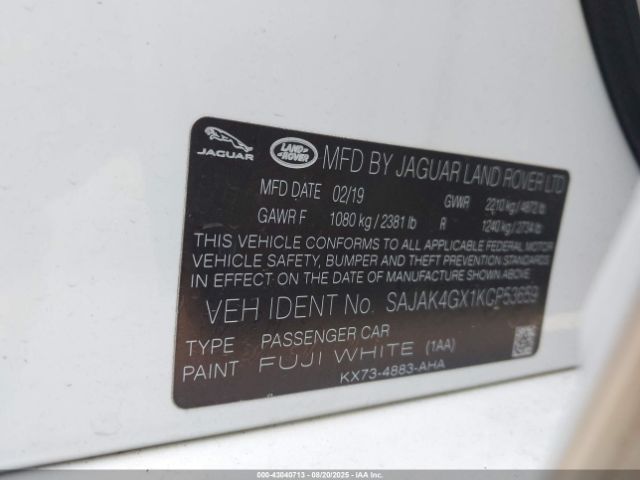 JAGUAR
LAND ROVER
MFD BY JAGUAR LAND ROVER LTD
MFD DATE 02/19 GVWR 2210 kg / 4872 lb
GAWR F 1080 kg / 2381 lb R 1240 kg / 2734 lb
THIS VEHICLE CONFORMS TO ALL APPLICABLE FEDERAL MOTOR
VEHICLE SAFETY, BUMPER AND THEFT PREVENTION STANDARDS
IN EFFECT ON THE DATE OF MANUFACTURE SHOWN ABOVE.
VEH IDENT No. SAJAK4GX1KCP53659
TYPE PASSENGER CAR
PAINT FUJI WHITE (1AA)
KX73-4883-AHA
000-43040713 - 08/20/2025 - IAA, Inc.